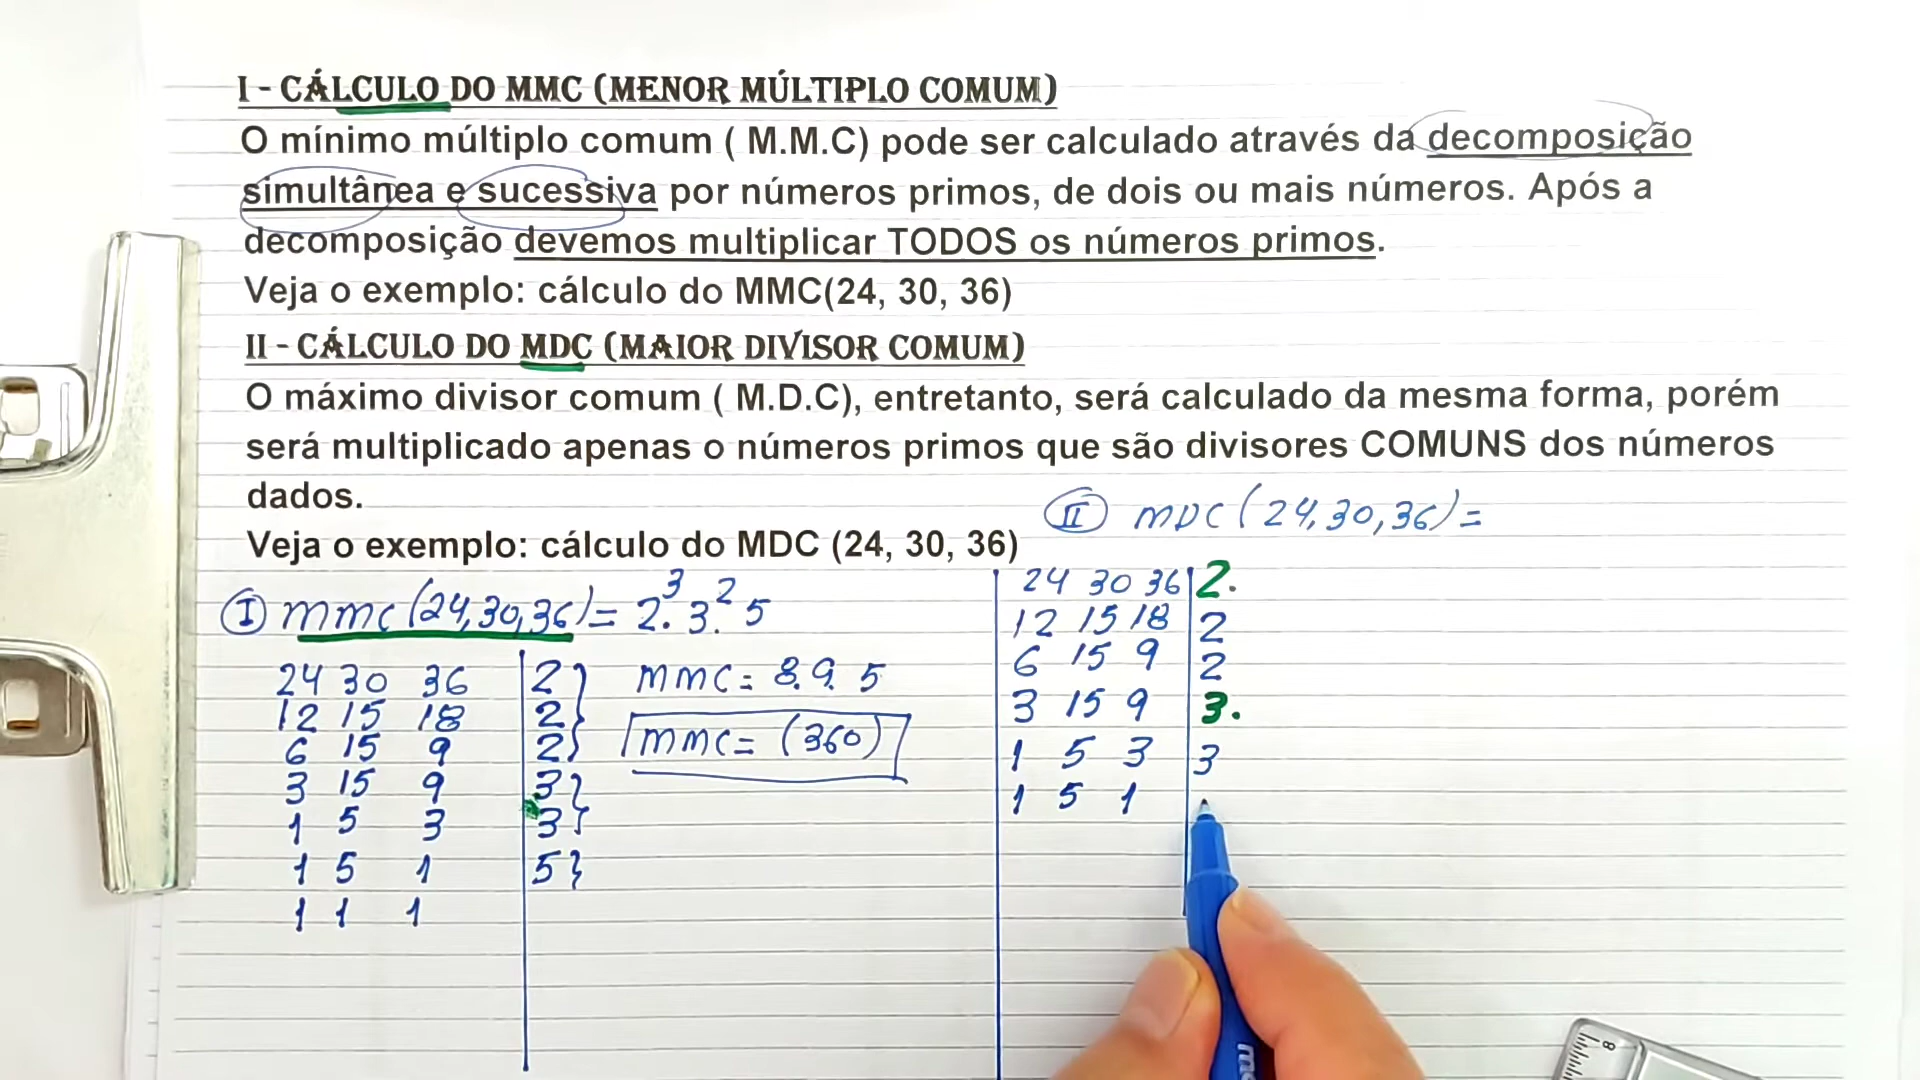 I - CÁLCULO DO MMC (MENOR MÚLTIPLO COMUM)
O mínimo múltiplo comum ( M.M.C) pode ser calculado através da decomposição
simultânea e sucessiva por números primos, de dois ou mais números. Após a
decomposição devemos multiplicar TODOS os números primos.
Veja o exemplo: cálculo do MMC(24, 30, 36)
II - CÁLCULO DO MDC (MAIOR DIVISOR COMUM)
O máximo divisor comum ( M.D.C), entretanto, será calculado da mesma forma, porém
será multiplicado apenas o números primos que são divisores COMUNS dos números
dados.
Veja o exemplo: cálculo do MDC (24, 30, 36)
I mmc(24,30,36) = 2³. 3². 5
24 30 36 | 2
12 15 18 | 2
6 15 9 | 2
3 15 9 | 3
1 5 3 | 3
1 5 1 | 5
1 1 1
mmc = 8. 9. 5
mmc = (360)
II MDC(24,30,36) =
24 30 36 | 2.
12 15 18 | 2
6 15 9 | 2
3 15 9 | 3.
1 5 3 | 3
1 5 1
8